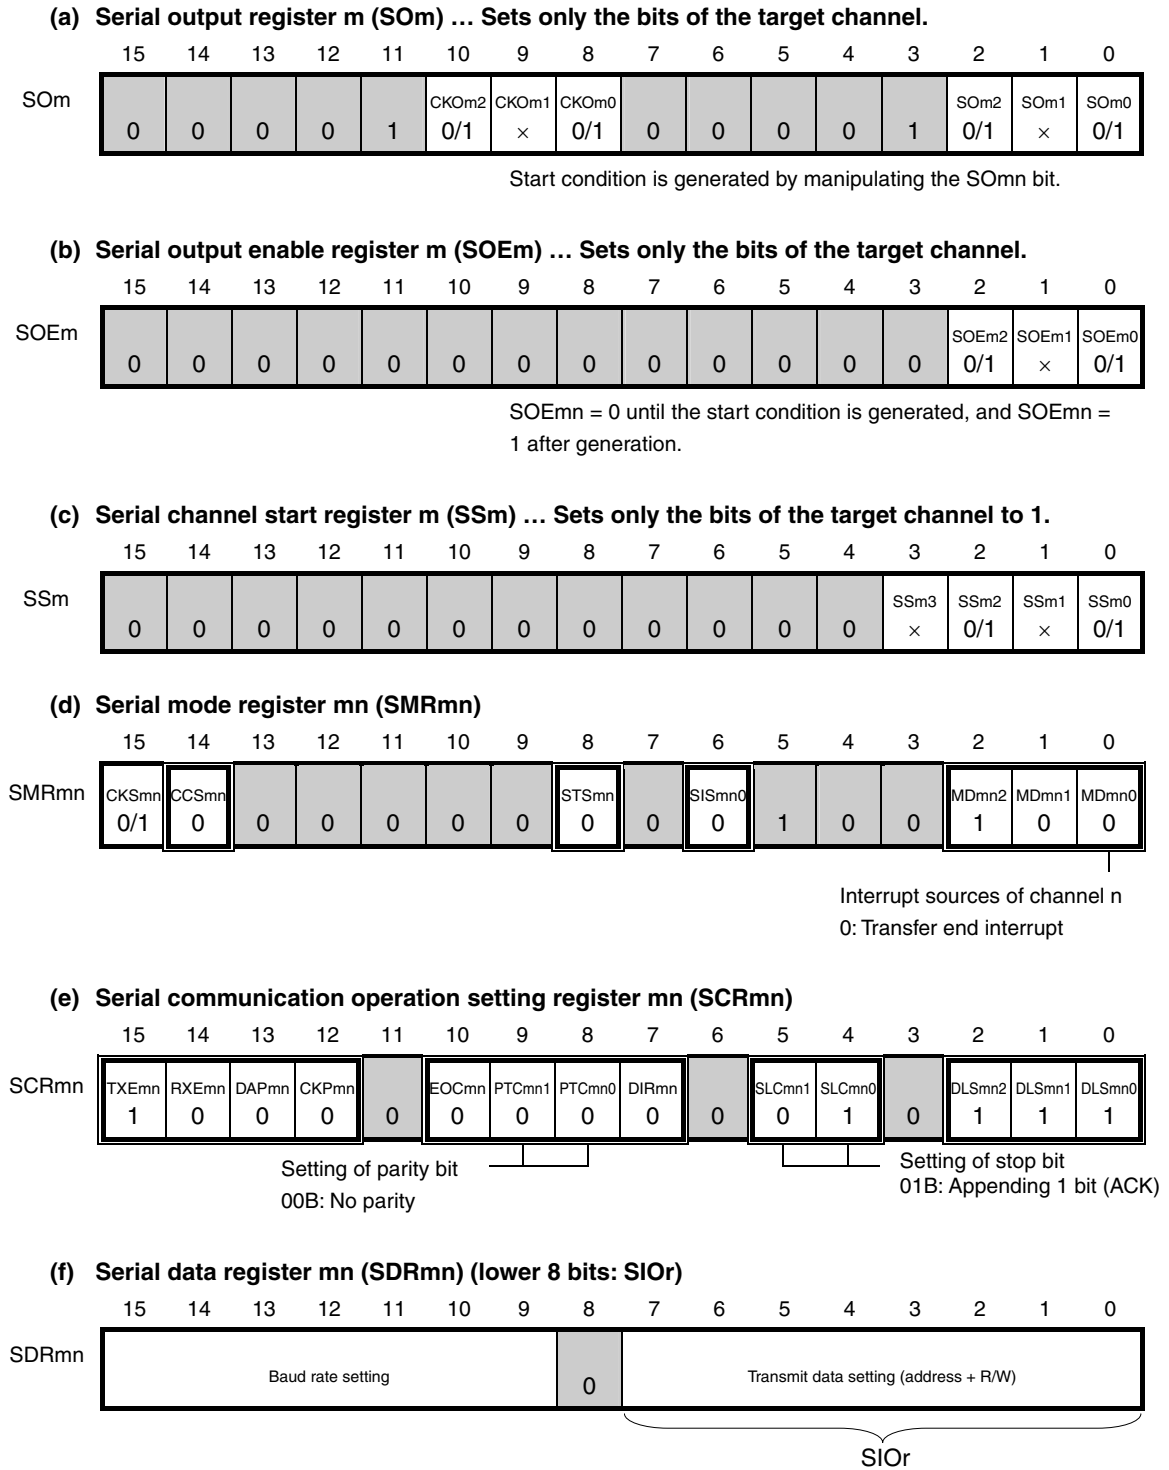 (a) Serial output register m (SOm) … Sets only the bits of the target channel.
15 14 13 12 11 10 9 8 7 6 5 4 3 2 1 0
SOm
CKOm2 CKOm1 CKOm0 SOm2 SOm1 SOm0
0 0 0 0 1 0/1 × 0/1 0 0 0 0 1 0/1 × 0/1
Start condition is generated by manipulating the SOmn bit.
(b) Serial output enable register m (SOEm) … Sets only the bits of the target channel.
15 14 13 12 11 10 9 8 7 6 5 4 3 2 1 0
SOEm
SOEm2 SOEm1 SOEm0
0 0 0 0 0 0 0 0 0 0 0 0 0 0/1 × 0/1
SOEmn = 0 until the start condition is generated, and SOEmn =
1 after generation.
(c) Serial channel start register m (SSm) … Sets only the bits of the target channel to 1.
15 14 13 12 11 10 9 8 7 6 5 4 3 2 1 0
SSm
SSm3 SSm2 SSm1 SSm0
0 0 0 0 0 0 0 0 0 0 0 0 × 0/1 × 0/1
(d) Serial mode register mn (SMRmn)
15 14 13 12 11 10 9 8 7 6 5 4 3 2 1 0
SMRmn
CKSmn CCSmn STSmn SISmn0 MDmn2 MDmn1 MDmn0
0/1 0 0 0 0 0 0 0 0 0 1 0 0 1 0 0
Interrupt sources of channel n
0: Transfer end interrupt
(e) Serial communication operation setting register mn (SCRmn)
15 14 13 12 11 10 9 8 7 6 5 4 3 2 1 0
SCRmn
TXEmn RXEmn DAPmn CKPmn EOCmn PTCmn1 PTCmn0 DIRmn SLCmn1 SLCmn0 DLSmn2 DLSmn1 DLSmn0
1 0 0 0 0 0 0 0 0 0 0 1 0 1 1 1
Setting of parity bit
00B: No parity
Setting of stop bit
01B: Appending 1 bit (ACK)
(f) Serial data register mn (SDRmn) (lower 8 bits: SIOr)
15 14 13 12 11 10 9 8 7 6 5 4 3 2 1 0
SDRmn
Baud rate setting
0
Transmit data setting (address + R/W)
SIOr